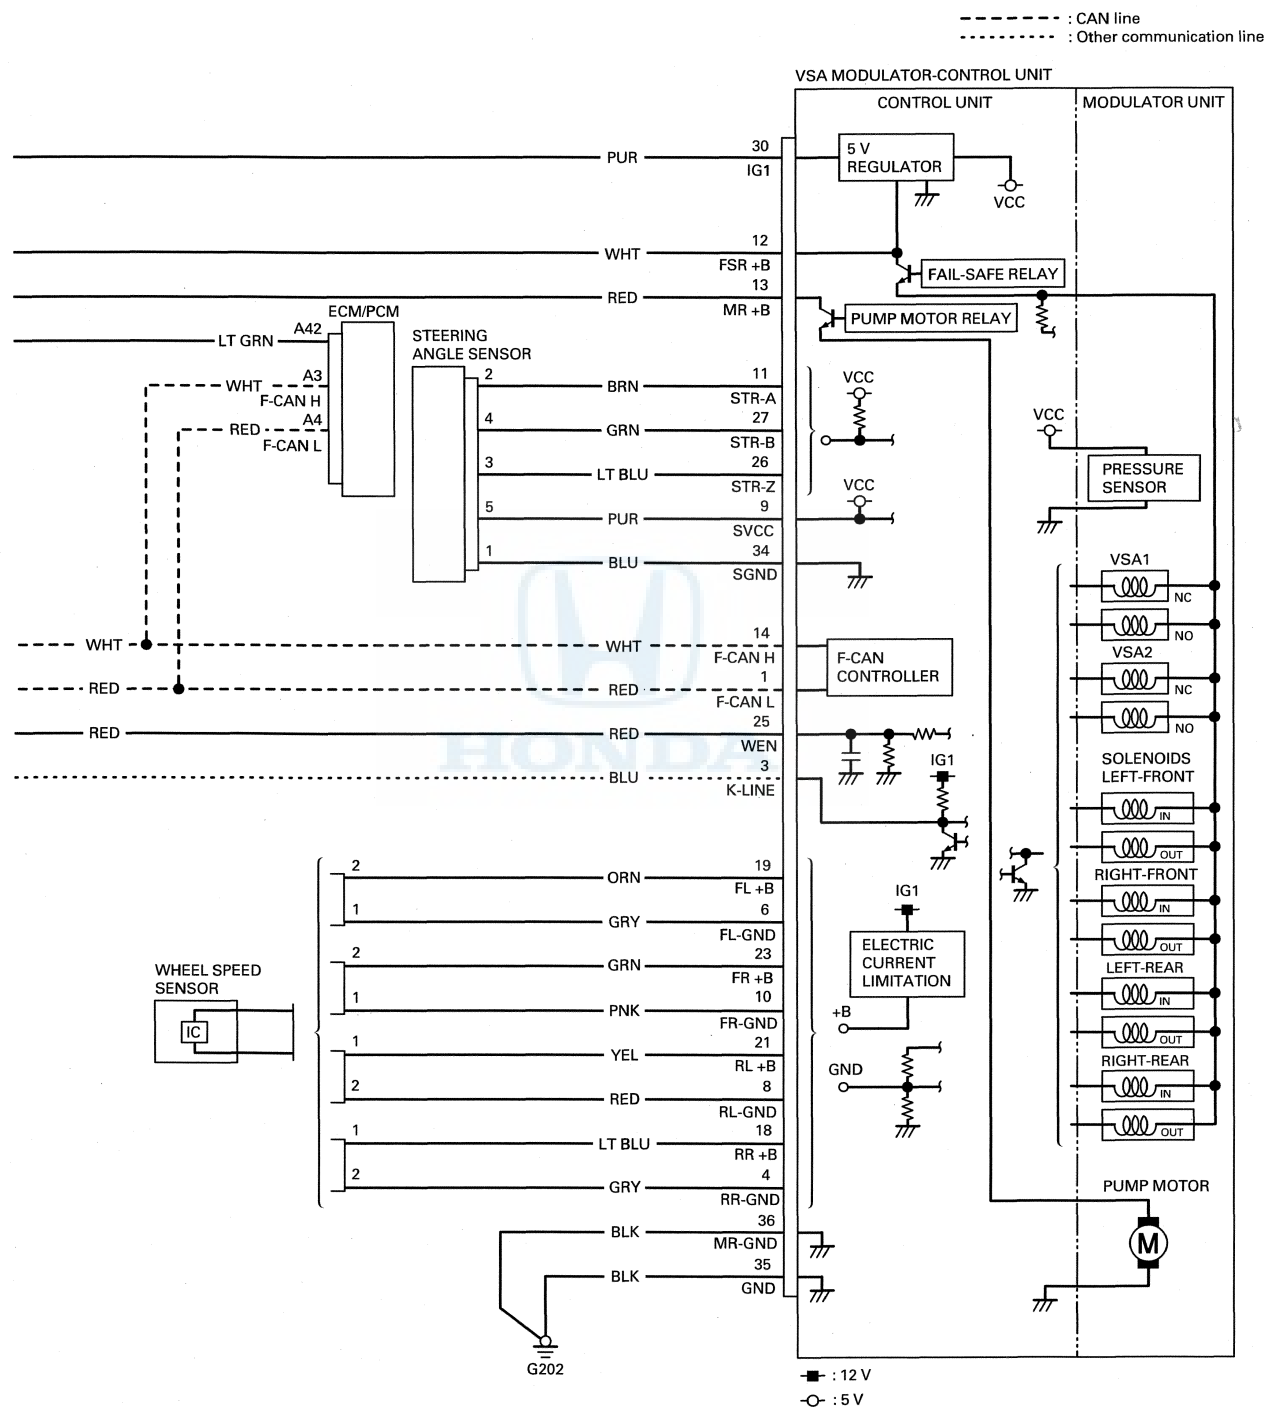 : CAN line
: Other communication line
VSA MODULATOR-CONTROL UNIT
CONTROL UNIT
MODULATOR UNIT
PUR
30
IG1
5 V
REGULATOR
VCC
WHT
12
FSR +B
FAIL-SAFE RELAY
RED
13
MR +B
PUMP MOTOR RELAY
ECM/PCM
LT GRN
A42
WHT
A3
F-CAN H
RED
A4
F-CAN L
STEERING
ANGLE SENSOR
2
BRN
11
STR-A
4
GRN
27
STR-B
3
LT BLU
26
STR-Z
5
PUR
9
SVCC
1
BLU
34
SGND
VCC
VCC
VCC
PRESSURE
SENSOR
WHT
WHT
14
F-CAN H
RED
RED
1
F-CAN L
F-CAN
CONTROLLER
RED
RED
25
WEN
BLU
3
K-LINE
IG1
HONDA
VSA1
NC
NO
VSA2
NC
NO
SOLENOIDS
LEFT-FRONT
IN
OUT
RIGHT-FRONT
IN
OUT
LEFT-REAR
IN
OUT
RIGHT-REAR
IN
OUT
WHEEL SPEED
SENSOR
IC
2
ORN
19
FL +B
1
GRY
6
FL-GND
2
GRN
23
FR +B
1
PNK
10
FR-GND
1
YEL
21
RL +B
2
RED
8
RL-GND
1
LT BLU
18
RR +B
2
GRY
4
RR-GND
BLK
36
MR-GND
BLK
35
GND
IG1
ELECTRIC
CURRENT
LIMITATION
+B
GND
PUMP MOTOR
M
G202
: 12 V
: 5 V